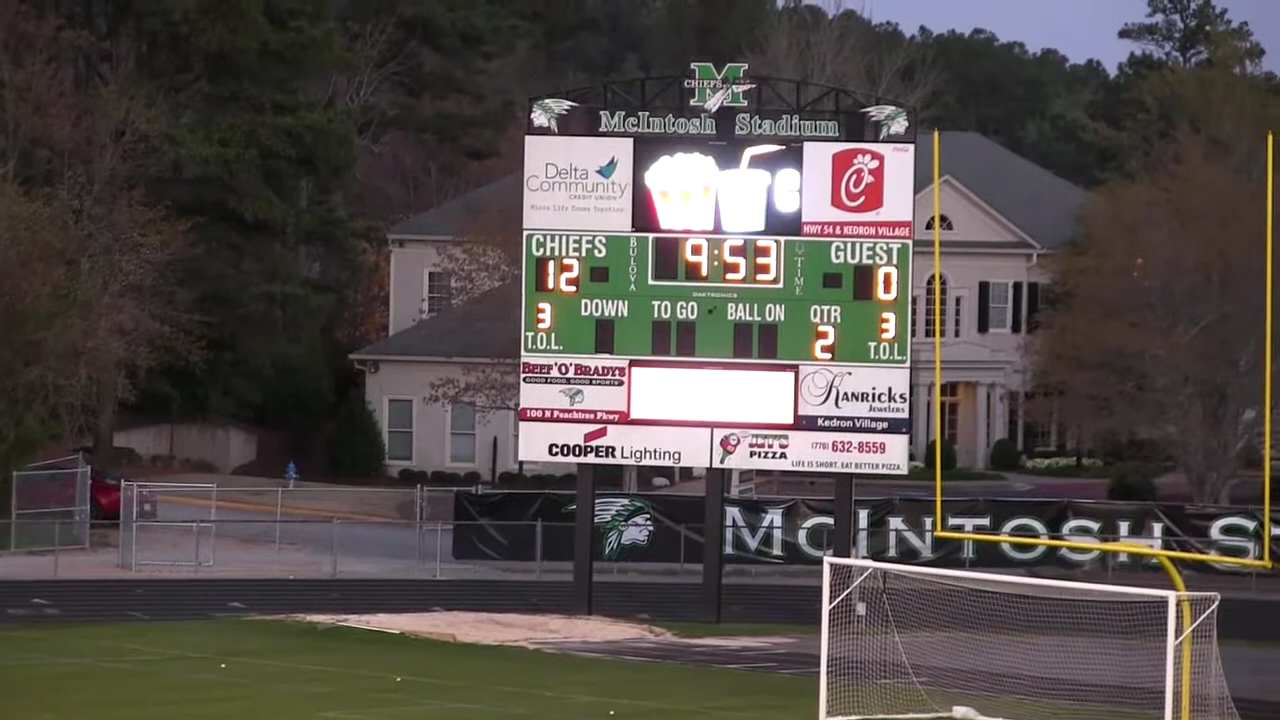 M
CHIEFS
McIntosh Stadium
Delta
Community
CREDIT UNION
Where Life Comes Together
HWY 54 & KEDRON VILLAGE
CHIEFS
BULOVA
9:53
TIME
GUEST
12
0
DAKTRONICS
DOWN
TO GO
BALL ON
QTR
3
2
3
T.O.L.
T.O.L.
BEEF 'O' BRADY'S
GOOD FOOD. GOOD SPORTS
100 N Peachtree Pkwy
KANRICKS
JEWELERS
Kedron Village
COOPER Lighting
PIZZA
(770) 632-8559
LIFE IS SHORT. EAT BETTER PIZZA.
MCINTOSH S